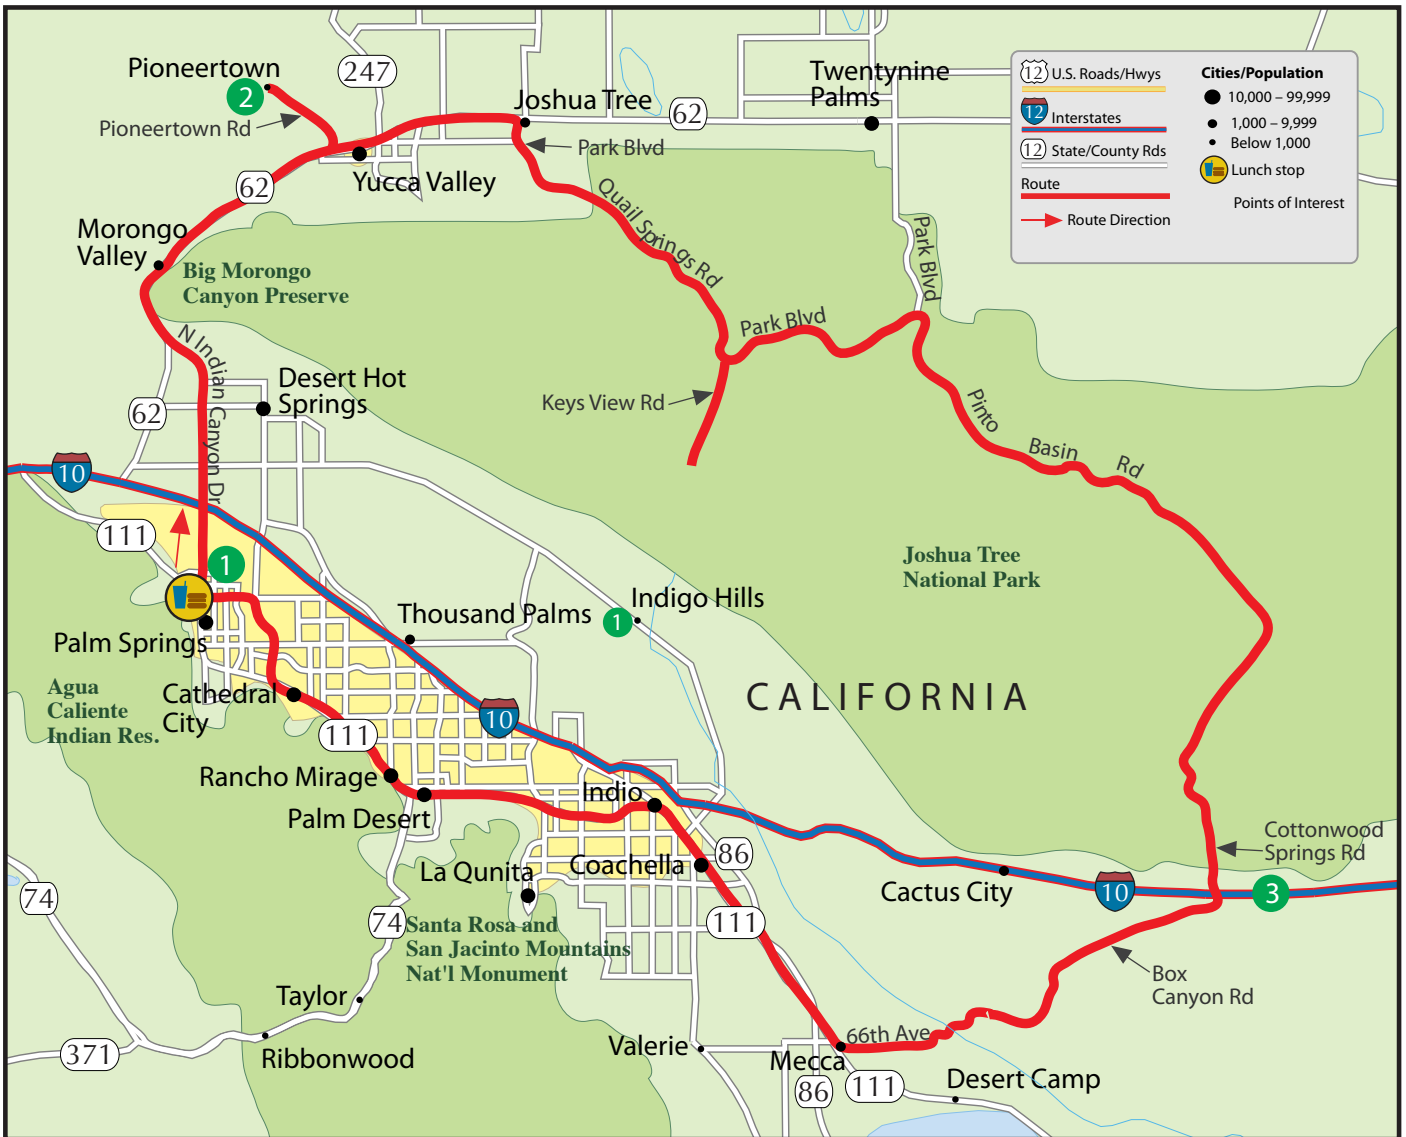 Pioneertown
2
Pioneertown Rd
247
Joshua Tree
62
Twentynine
Palms
Park Blvd
Yucca Valley
62
Quail Springs Rd
Park Blvd
Morongo
Valley
Big Morongo
Canyon Preserve
N Indian Canyon Dr
Park Blvd
Desert Hot
Springs
62
Keys View Rd
Pinto Basin Rd
10
111
1
Joshua Tree
National Park
Thousand Palms
1
Indigo Hills
Palm Springs
CALIFORNIA
Agua
Caliente
Indian Res.
Cathedral
City
111
10
Rancho Mirage
Indio
Palm Desert
Cottonwood
Springs Rd
86
La Qunita
Coachella
Cactus City
10
3
74
74
111
Santa Rosa and
San Jacinto Mountains
Nat'l Monument
Box
Canyon Rd
Taylor
66th Ave
371
Ribbonwood
Valerie
Mecca
86
111
Desert Camp
12 U.S. Roads/Hwys
12 Interstates
12 State/County Rds
Route
Route Direction
Cities/Population
10,000 – 99,999
1,000 – 9,999
Below 1,000
Lunch stop
Points of Interest